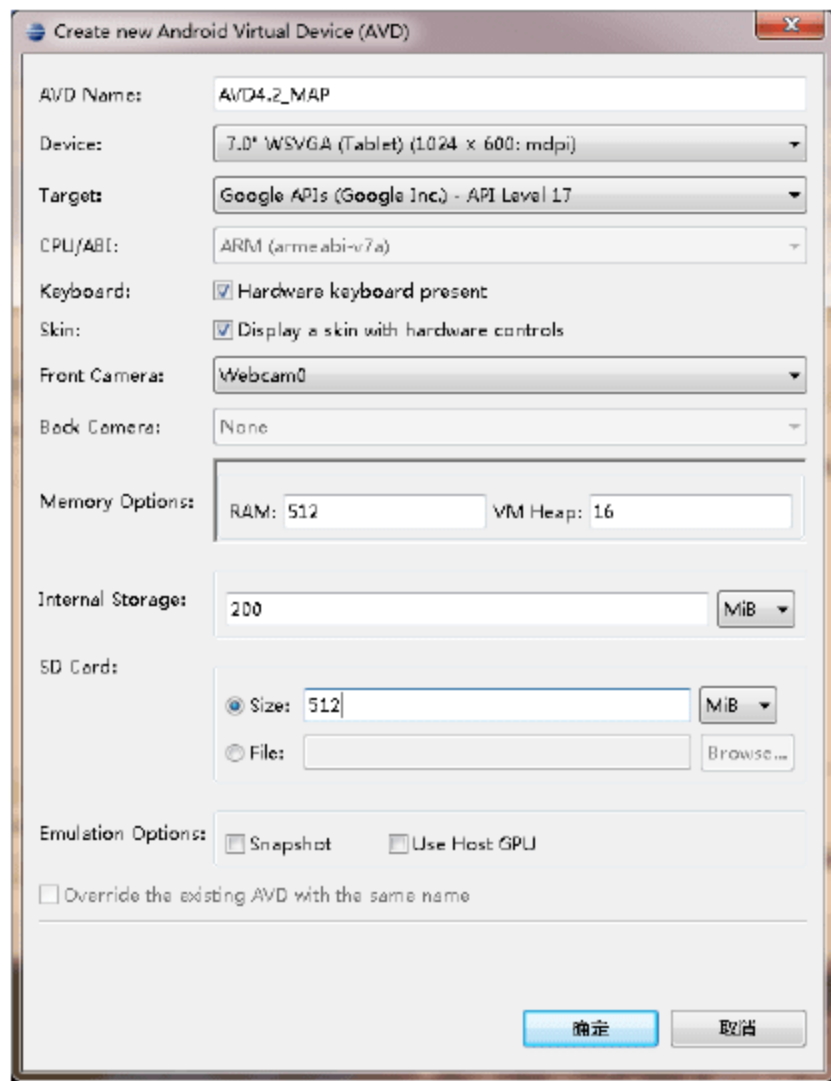 Create new Android Virtual Device (AVD)
AVD Name: AVD4.2_MAP
Device: 7.0" WSVGA (Tablet) (1024 x 600: mdpi)
Target: Google APIs (Google Inc.) - API Level 17
CPU/ABI: ARM (armeabi-v7a)
Keyboard: Hardware keyboard present
Skin: Display a skin with hardware controls
Front Camera: Webcam0
Back Camera: None
Memory Options: RAM: 512 VM Heap: 16
Internal Storage: 200 MiB
SD Card:
Size: 512 MiB
File: Browse...
Emulation Options: Snapshot Use Host GPU
Override the existing AVD with the same name
确定 取消